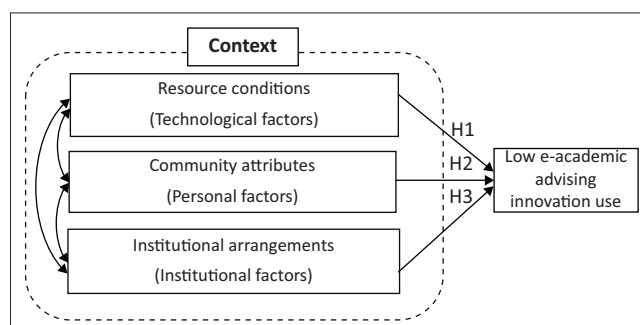 Context
Resource conditions
(Technological factors)
Community attributes
(Personal factors)
Institutional arrangements
(Institutional factors)
H1
H2
H3
Low e-academic
advising
innovation use